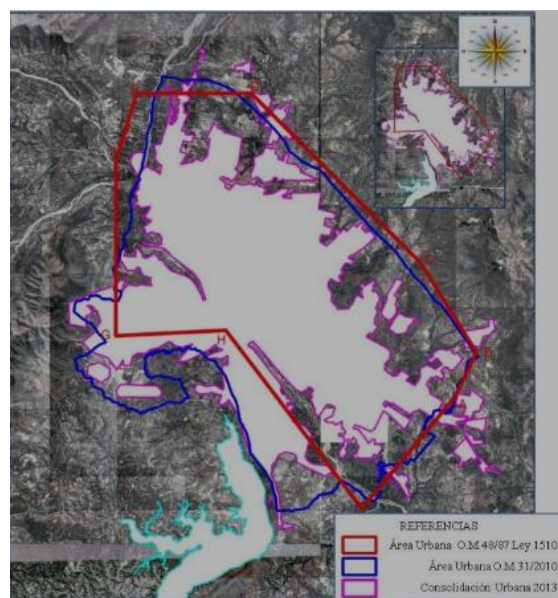 G
H
REFERENCIAS
Área Urbana O.M 48/87 Ley 1510
Área Urbana O.M.31/2010
Consolidación Urbana 2013